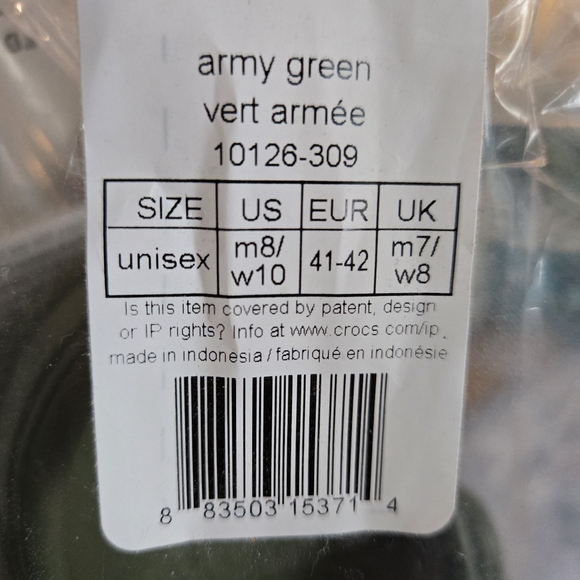 army green
vert armée
10126-309
SIZE US EUR UK
unisex m8/ w10 41-42 m7/ w8
Is this item covered by patent, design
or IP rights? Info at www.crocs.com/ip.
made in indonesia / fabriqué en indonésie
8 83503 15371 4